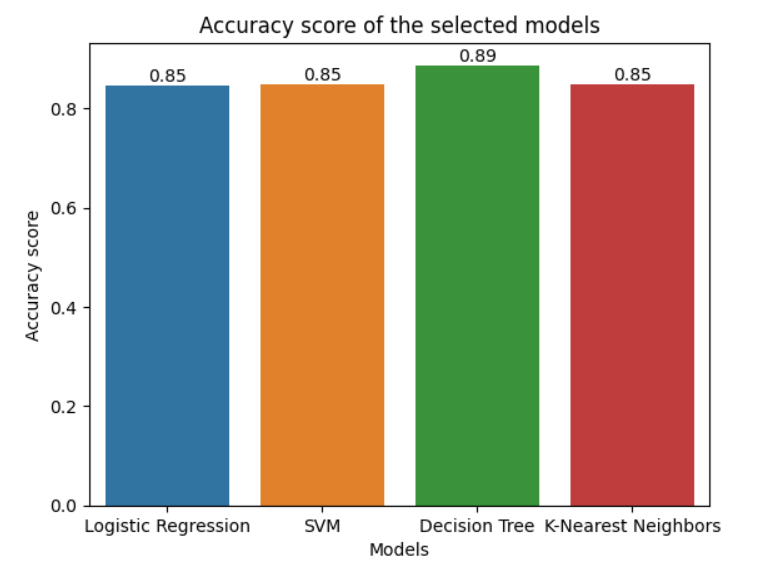 Accuracy score of the selected models
0.85
0.85
0.89
0.85
0.8
0.6
0.4
0.2
0.0
Accuracy score
Logistic Regression
SVM
Decision Tree
K-Nearest Neighbors
Models